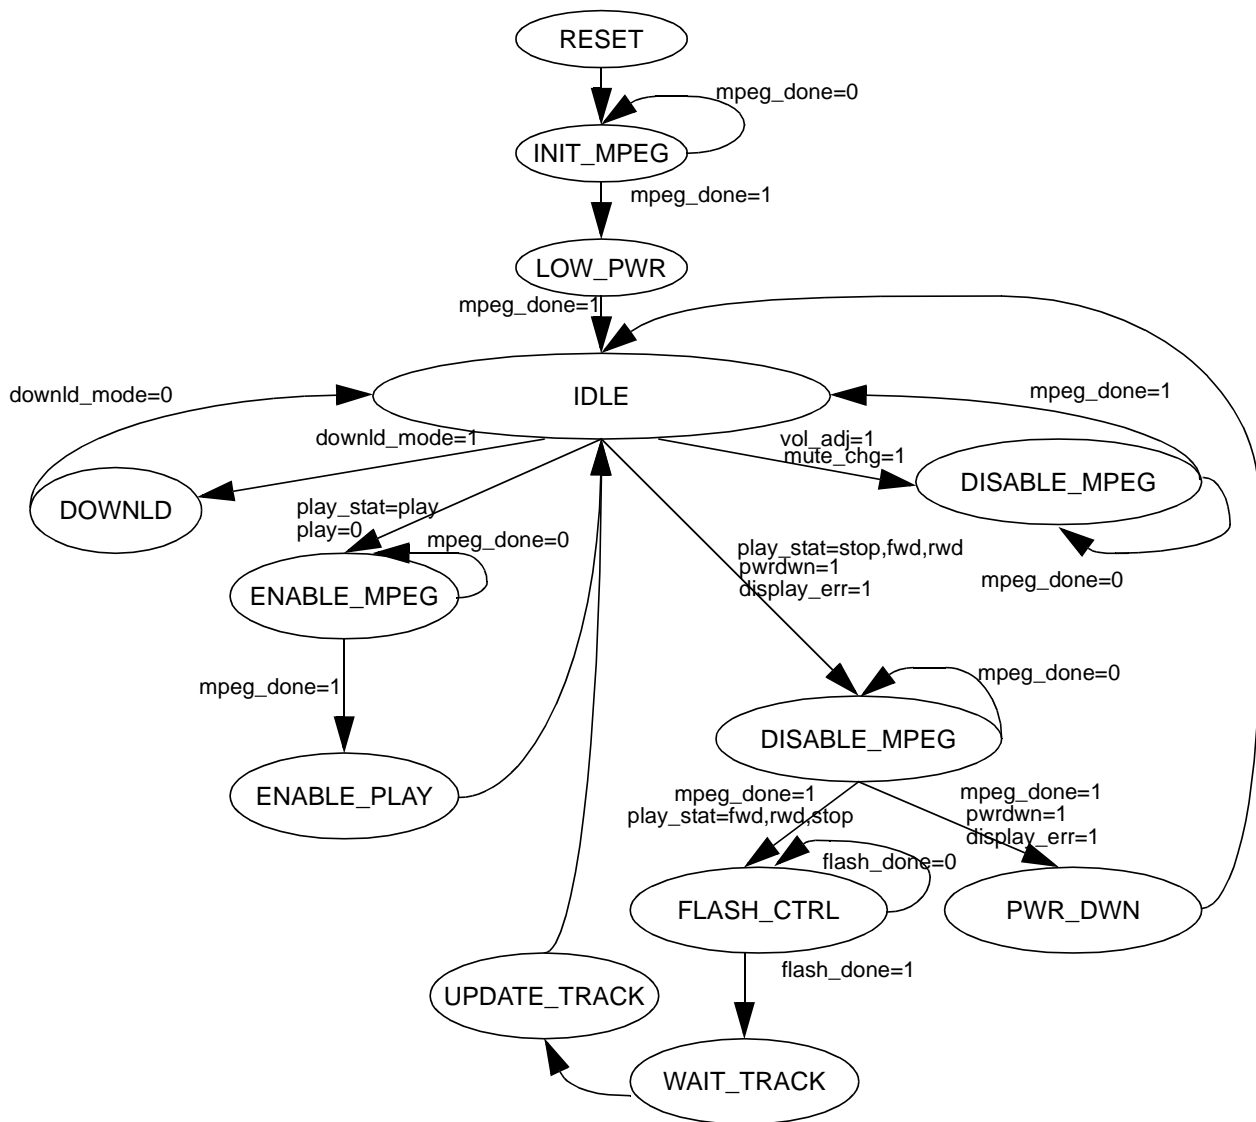 RESET
mpeg_done=0
INIT_MPEG
mpeg_done=1
LOW_PWR
mpeg_done=1
IDLE
downld_mode=0
mpeg_done=1
downld_mode=1
vol_adj=1
mute_chg=1
DOWNLD
DISABLE_MPEG
play_stat=play
play=0
mpeg_done=0
play_stat=stop,fwd,rwd
pwrdwn=1
display_err=1
mpeg_done=0
ENABLE_MPEG
mpeg_done=1
mpeg_done=0
DISABLE_MPEG
ENABLE_PLAY
mpeg_done=1
play_stat=fwd,rwd,stop
mpeg_done=1
pwrdwn=1
display_err=1
flash_done=0
FLASH_CTRL
PWR_DWN
flash_done=1
UPDATE_TRACK
WAIT_TRACK